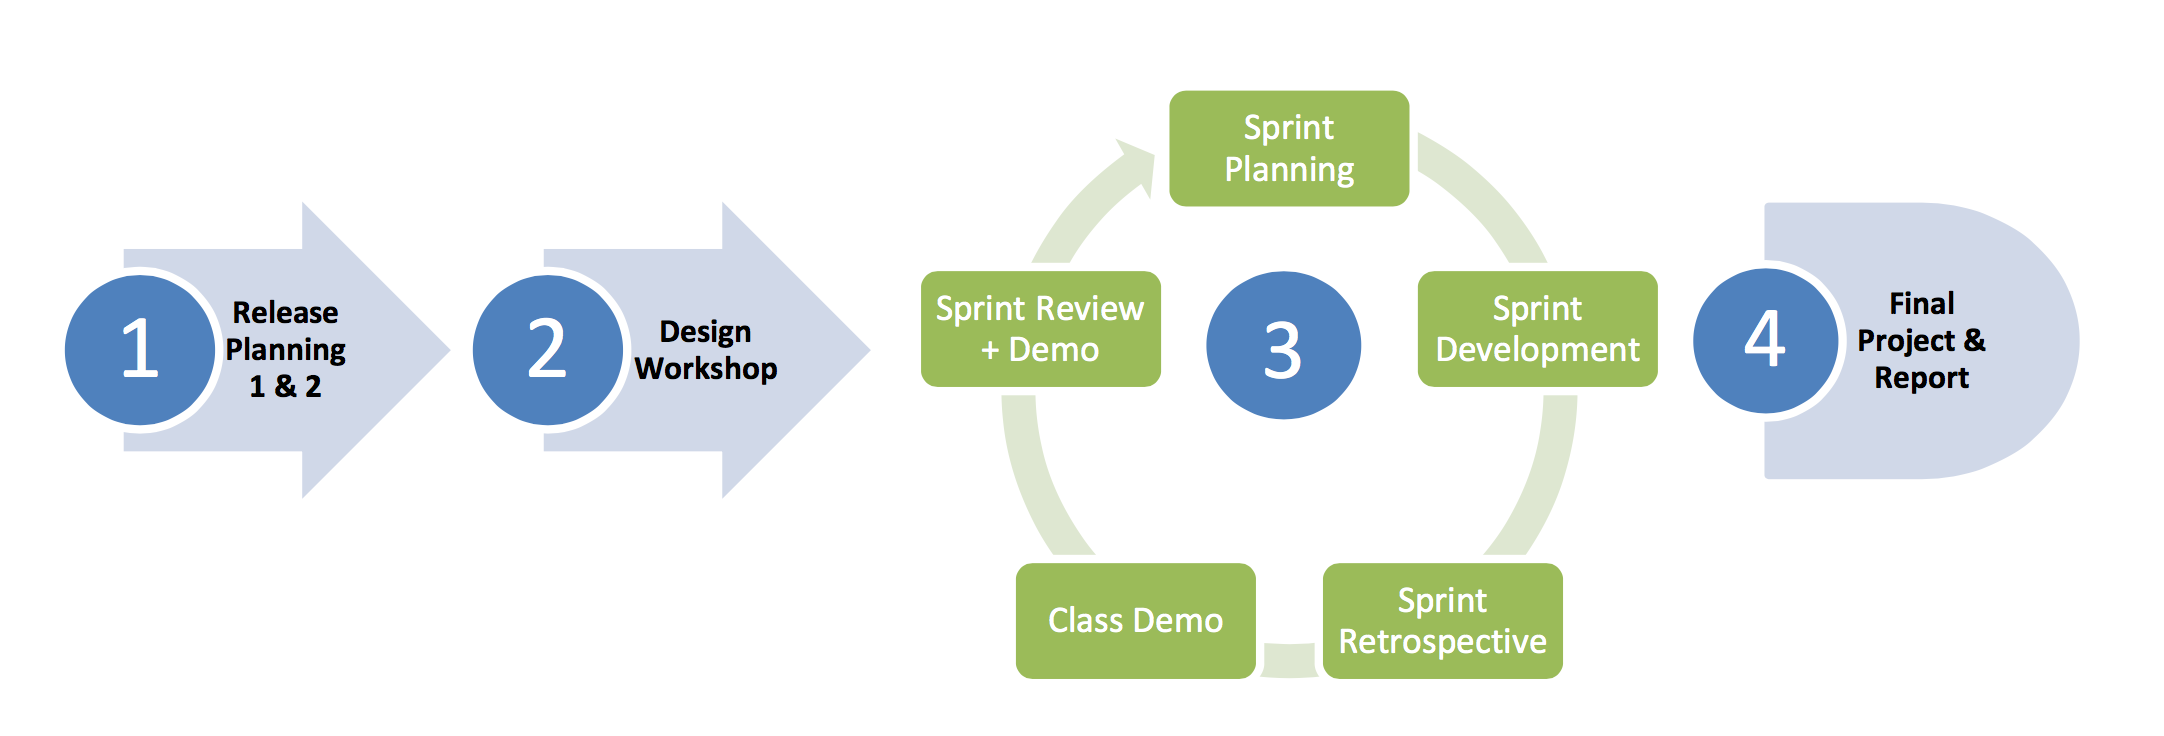 1
Release
Planning
1 & 2
2
Design
Workshop
Sprint
Planning
Sprint
Development
Sprint
Retrospective
Class Demo
Sprint Review
+ Demo
3
4
Final
Project &
Report